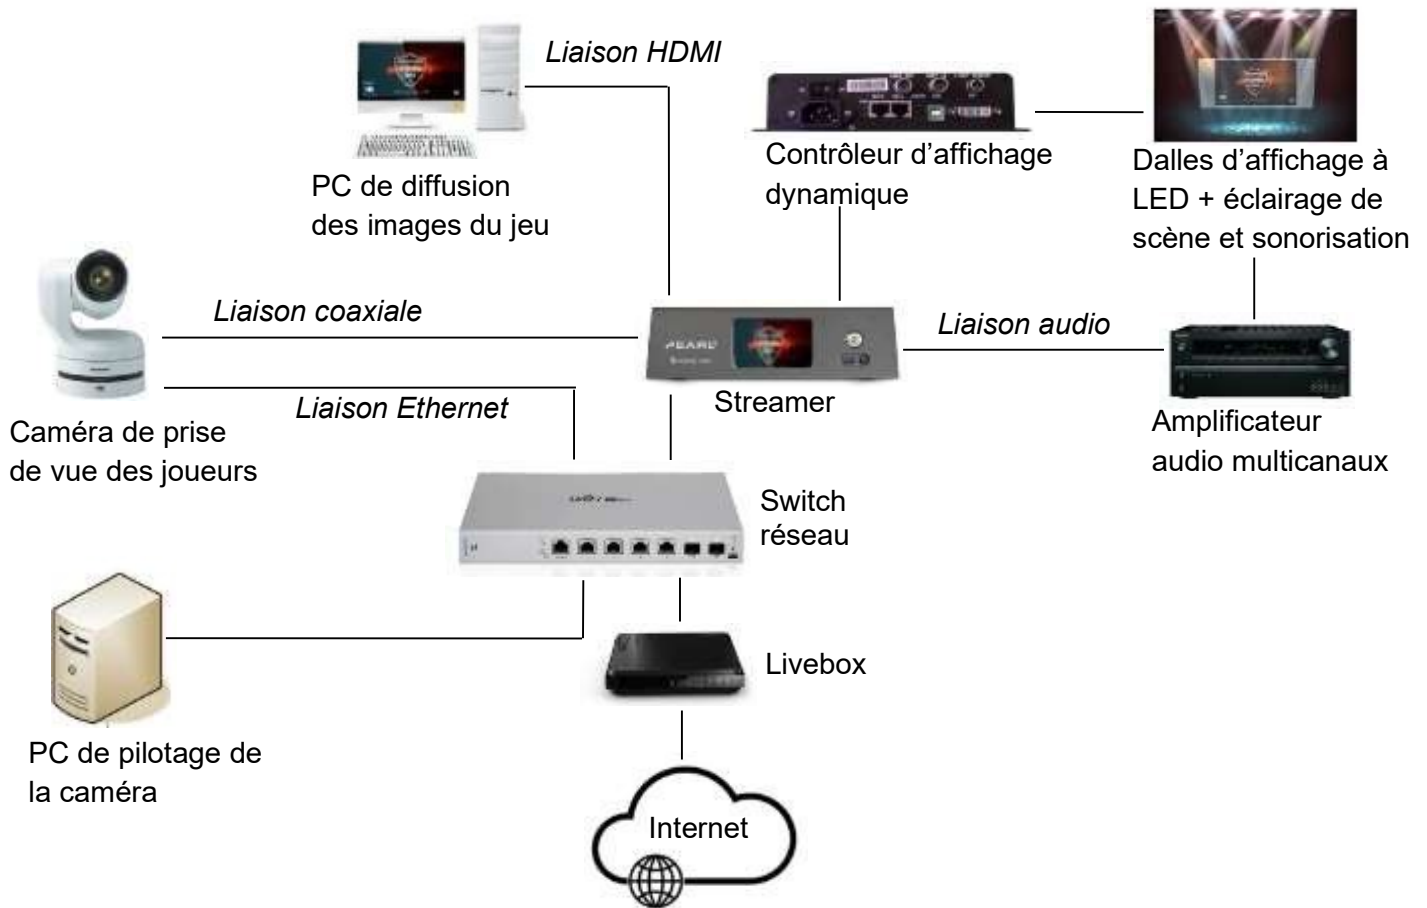 Liaison HDMI
Contrôleur d’affichage
dynamique
Dalles d’affichage à
LED + éclairage de
scène et sonorisation
PC de diffusion
des images du jeu
Liaison coaxiale
PEARL
Liaison audio
Streamer
Liaison Ethernet
Caméra de prise
de vue des joueurs
Amplificateur
audio multicanaux
Switch
réseau
Livebox
PC de pilotage de
la caméra
Internet